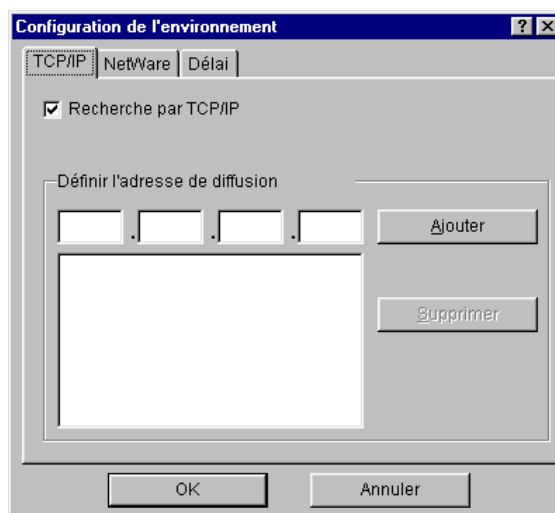 Configuration de l'environnement
TCP/IP NetWare Délai
Recherche par TCP/IP
Définir l'adresse de diffusion
. . .
Ajouter
Supprimer
OK Annuler